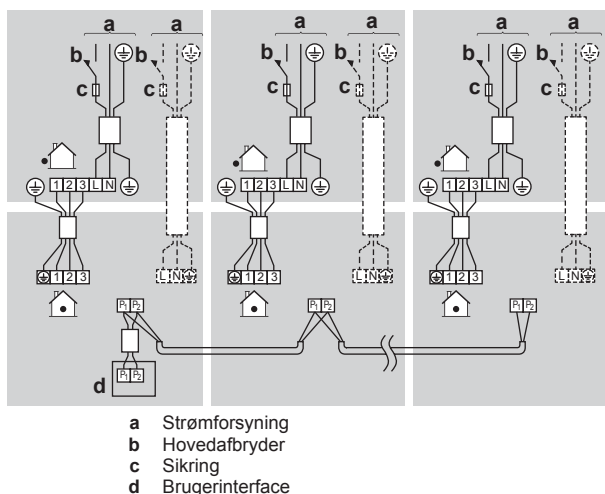 a a a a a a
b b b b b b
c c c c c c
1 2 3 L N 1 2 3 L N 1 2 3 L N
1 2 3 L N 1 2 3 L N 1 2 3 L N
P1 P2 P1 P2 P1 P2
d P1 P2
a Strømforsyning
b Hovedafbryder
c Sikring
d Brugerinterface